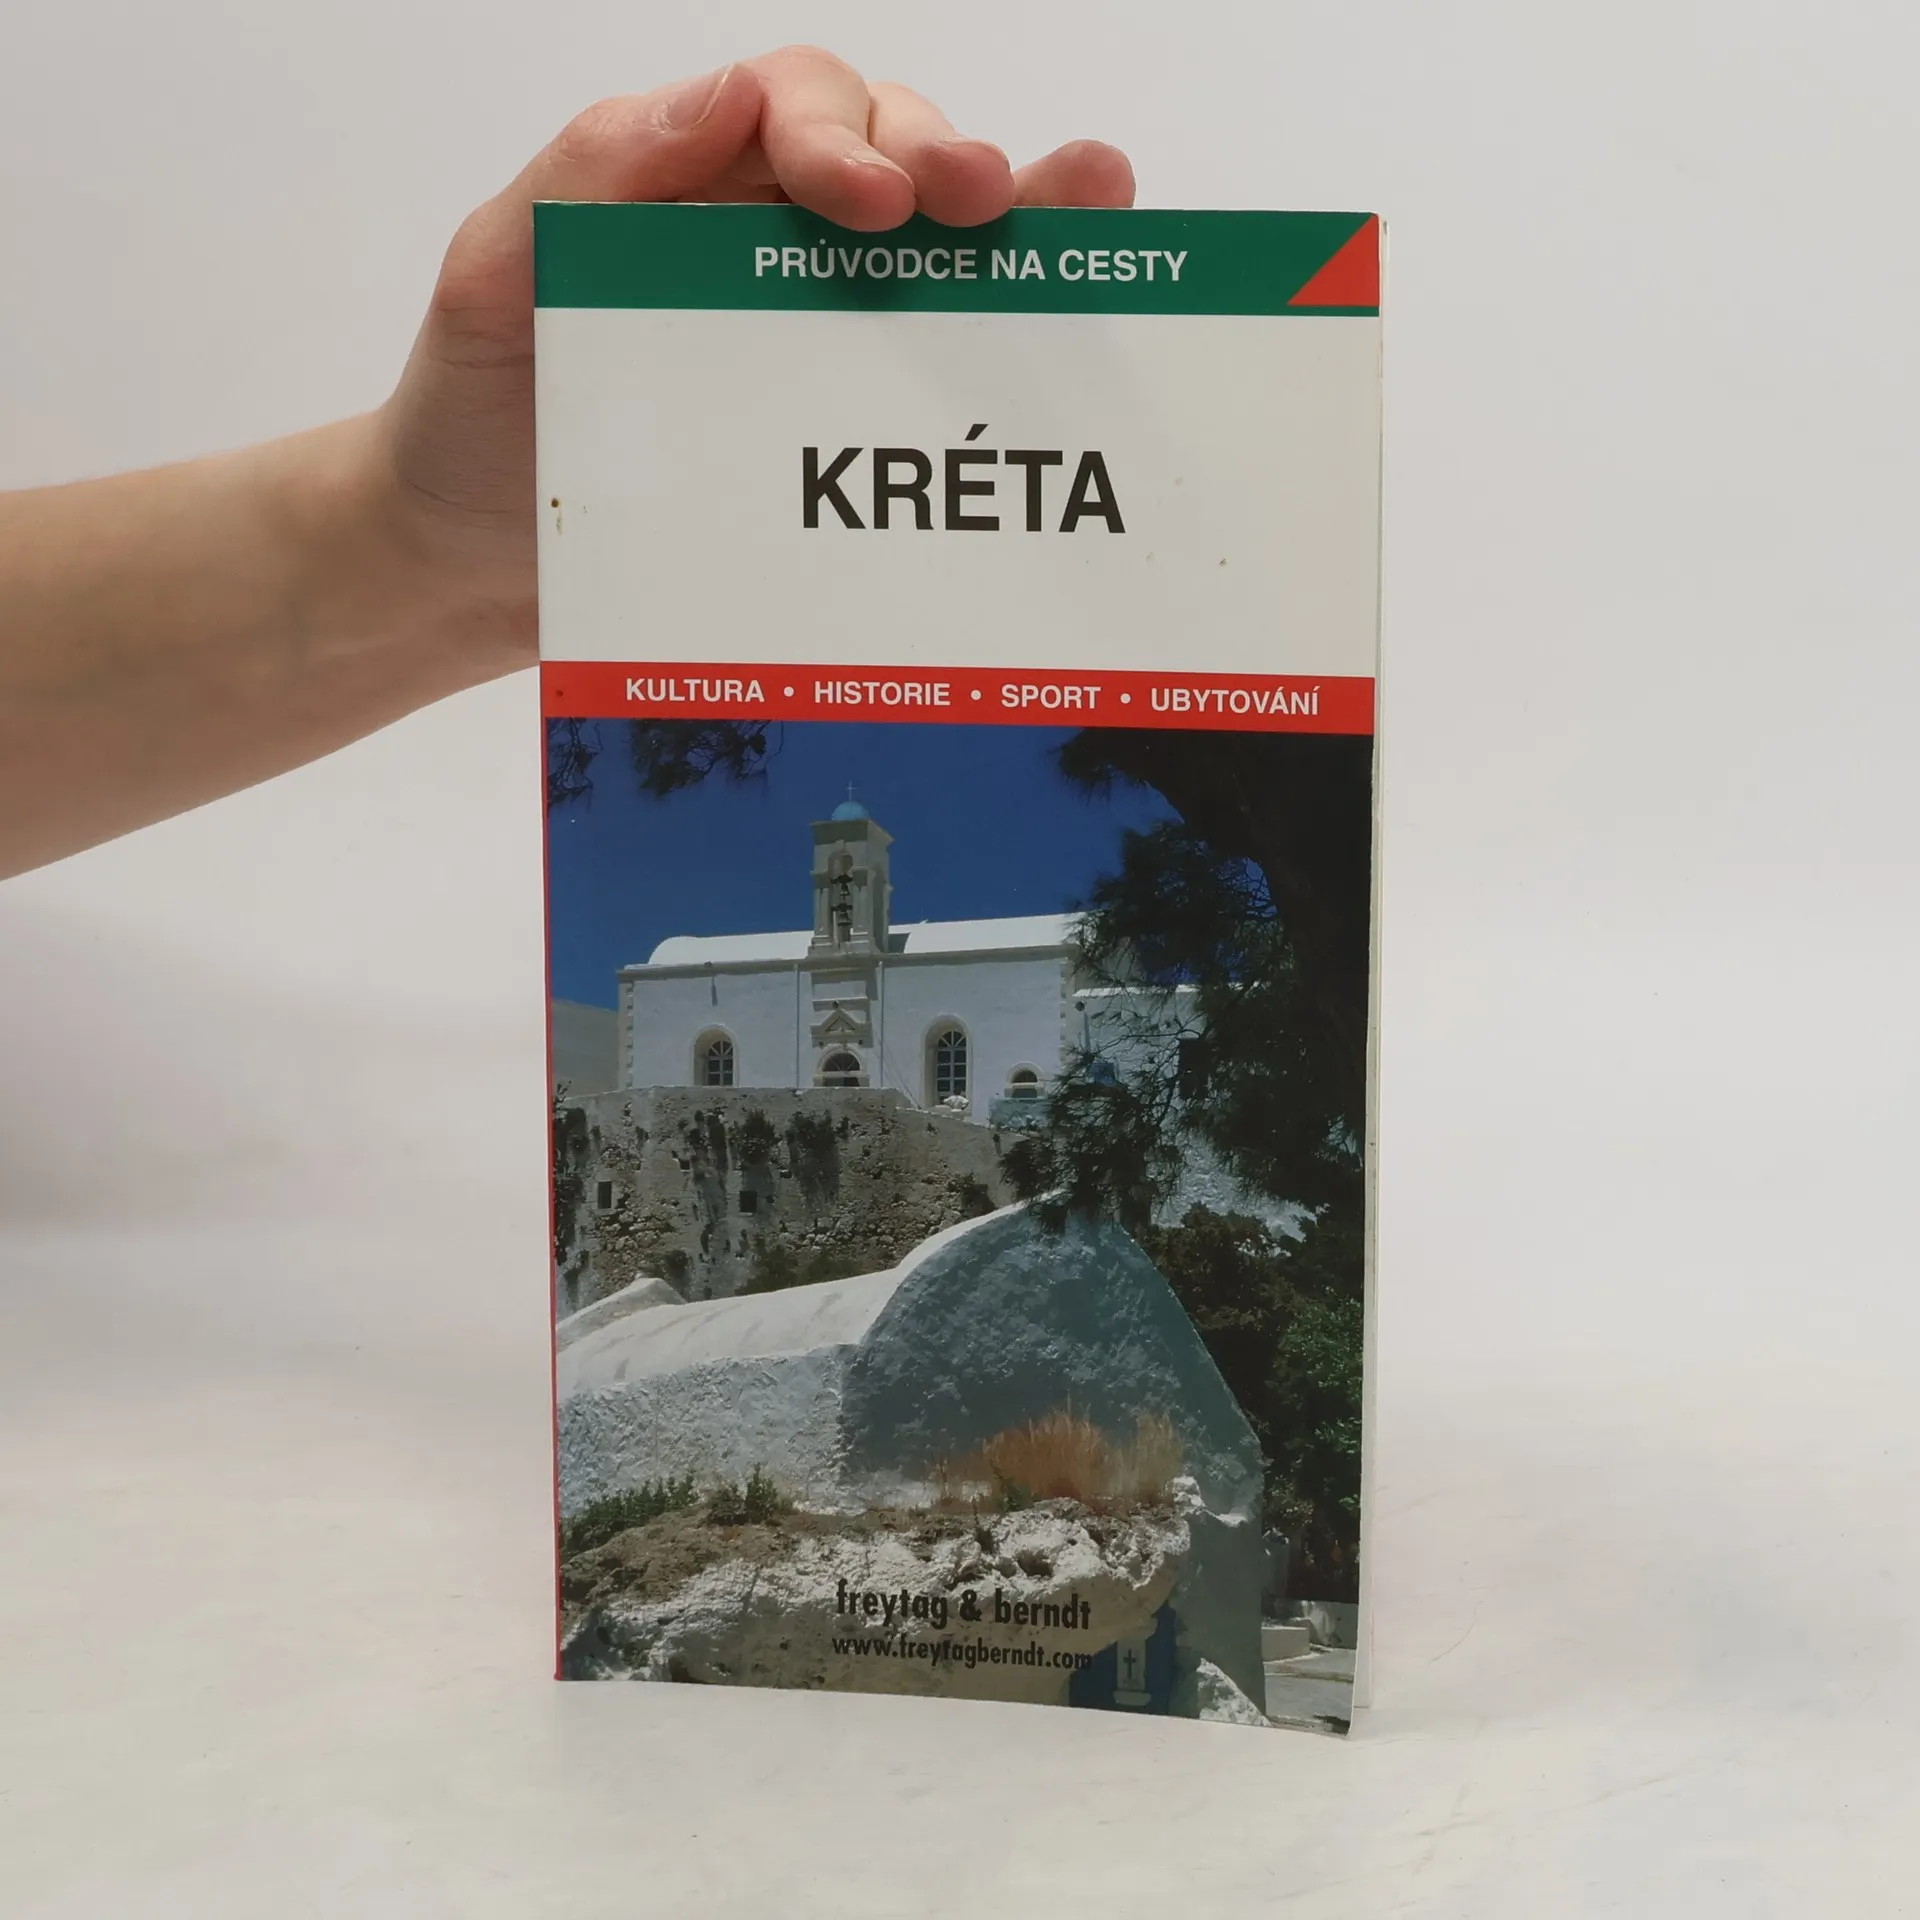 PRŮVODCE NA CESTY
KRÉTA
KULTURA • HISTORIE • SPORT • UBYTOVÁNÍ
freytag & berndt
www.freytagberndt.com